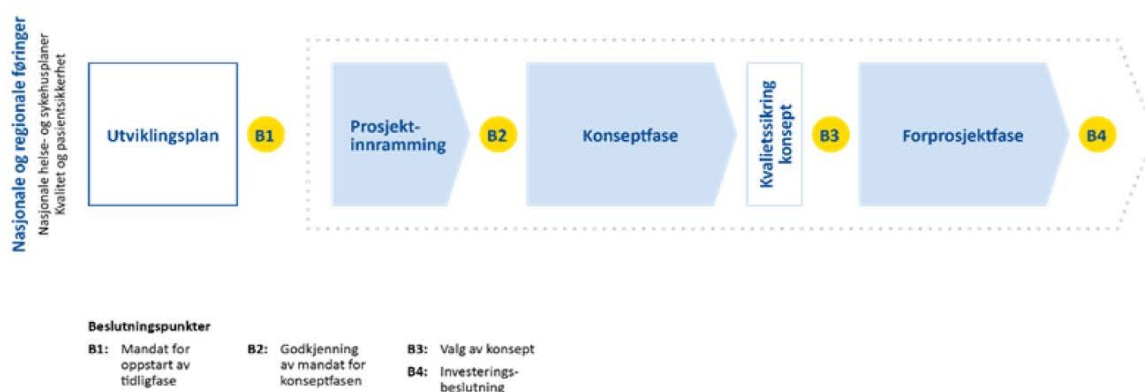 Nasjonale og regionale føringer
Nasjonale helse- og sykehusplaner
Kvalitet og pasientsikkerhet
Utviklingsplan
B1
Prosjekt-
innramming
B2
Konseptfase
Kvalietssikring
konsept
B3
Forprosjektfase
B4
Beslutningspunkter
B1: Mandat for
oppstart av
tidligfase
B2: Godkjenning
av mandat for
konseptfasen
B3: Valg av konsept
B4: Investerings-
beslutning